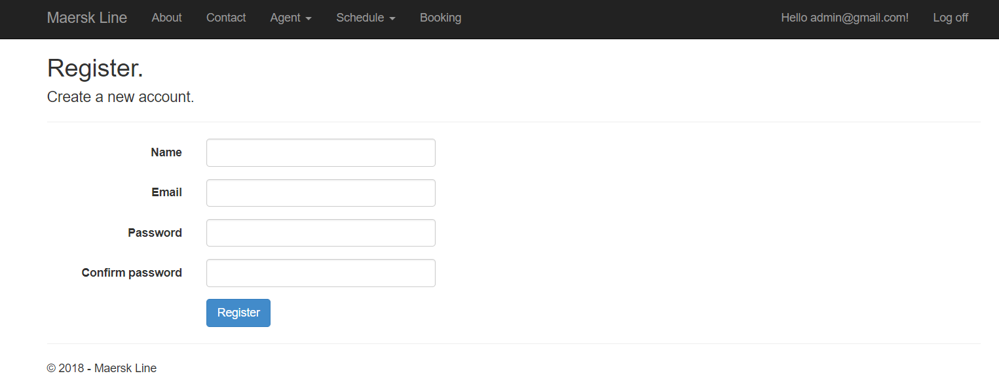 Maersk Line About Contact Agent Schedule Booking Hello admin@gmail.com! Log off
Register.
Create a new account.
Name
Email
Password
Confirm password
Register
© 2018 - Maersk Line